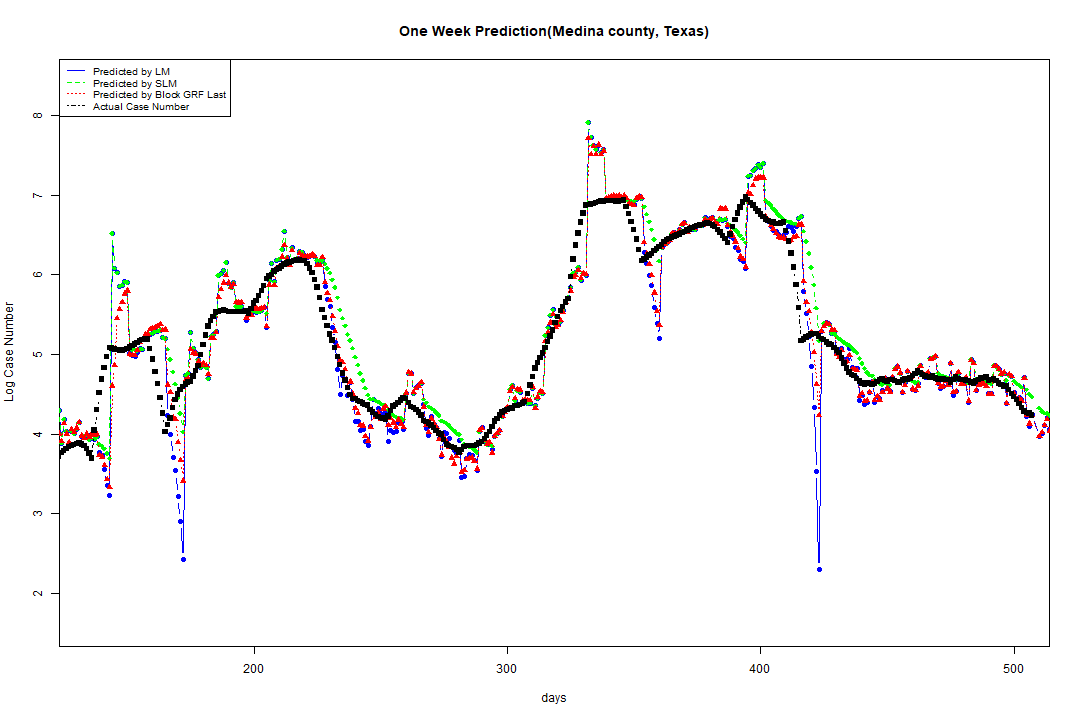 One Week Prediction(Medina county, Texas)
Predicted by LM
Predicted by SLM
Predicted by Block GRF Last
Actual Case Number
8
7
6
5
4
3
2
Log Case Number
200 300 400 500
days